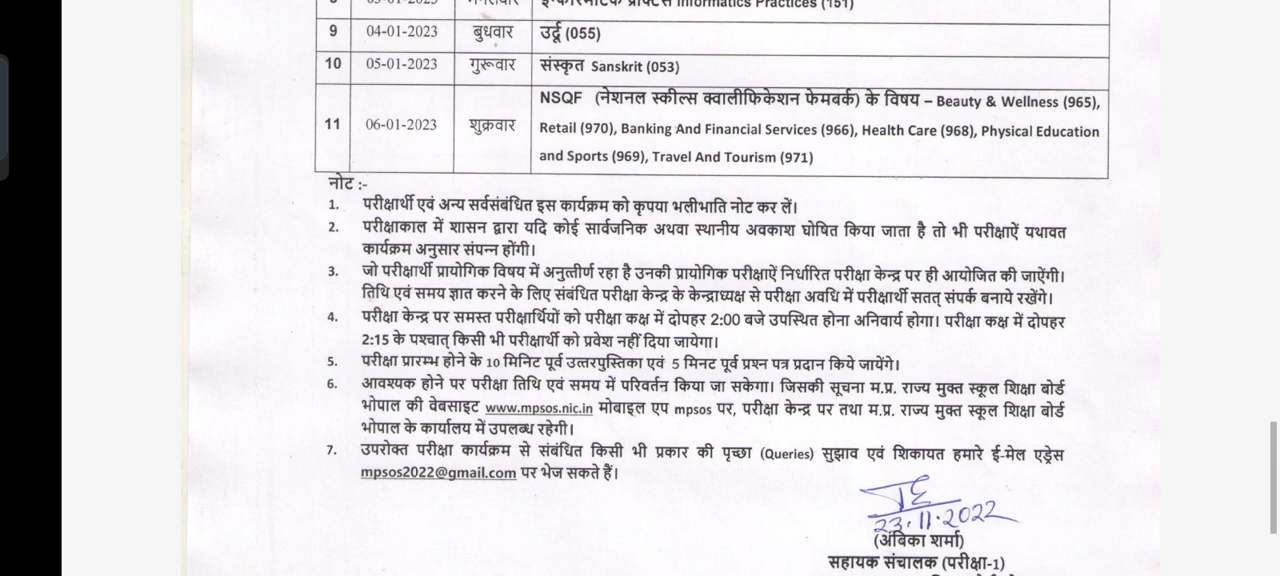 Informatics Practices (151)
9 04-01-2023 बुधवार उर्दू (055)
10 05-01-2023 गुरूवार संस्कृत Sanskrit (053)
NSQF (नेशनल स्कील्स क्वालीफिकेशन फेमबर्क) के विषय – Beauty & Wellness (965),
11 06-01-2023 शुक्रवार Retail (970), Banking And Financial Services (966), Health Care (968), Physical Education
and Sports (969), Travel And Tourism (971)
नोट :-
1. परीक्षार्थी एवं अन्य सर्वसंबंधित इस कार्यक्रम को कृपया भलीभाति नोट कर लें।
2. परीक्षाकाल में शासन द्वारा यदि कोई सार्वजनिक अथवा स्थानीय अवकाश घोषित किया जाता है तो भी परीक्षाऐं यथावत
कार्यक्रम अनुसार संपन्न होंगी।
3. जो परीक्षार्थी प्रायोगिक विषय में अनुत्तीर्ण रहा है उनकी प्रायोगिक परीक्षाऐं निर्धारित परीक्षा केन्द्र पर ही आयोजित की जाऐंगी।
तिथि एवं समय ज्ञात करने के लिए संबंधित परीक्षा केन्द्र के केन्द्राध्यक्ष से परीक्षा अवधि में परीक्षार्थी सतत् संपर्क बनाये रखेंगे।
4. परीक्षा केन्द्र पर समस्त परीक्षार्थियों को परीक्षा कक्ष में दोपहर 2:00 बजे उपस्थित होना अनिवार्य होगा। परीक्षा कक्ष में दोपहर
2:15 के पश्चात् किसी भी परीक्षार्थी को प्रवेश नहीं दिया जायेगा।
5. परीक्षा प्रारम्भ होने के 10 मिनिट पूर्व उत्तरपुस्तिका एवं 5 मिनट पूर्व प्रश्न पत्र प्रदान किये जायेंगे।
6. आवश्यक होने पर परीक्षा तिथि एवं समय में परिवर्तन किया जा सकेगा। जिसकी सूचना म.प्र. राज्य मुक्त स्कूल शिक्षा बोर्ड
भोपाल की वेबसाइट www.mpsos.nic.in मोबाइल एप mpsos पर, परीक्षा केन्द्र पर तथा म.प्र. राज्य मुक्त स्कूल शिक्षा बोर्ड
भोपाल के कार्यालय में उपलब्ध रहेगी।
7. उपरोक्त परीक्षा कार्यक्रम से संबंधित किसी भी प्रकार की पृच्छा (Queries) सुझाव एवं शिकायत हमारे ई-मेल एड्रेस
mpsos2022@gmail.com पर भेज सकते हैं।
23.11.2022
(अंबिका शर्मा)
सहायक संचालक (परीक्षा-1)